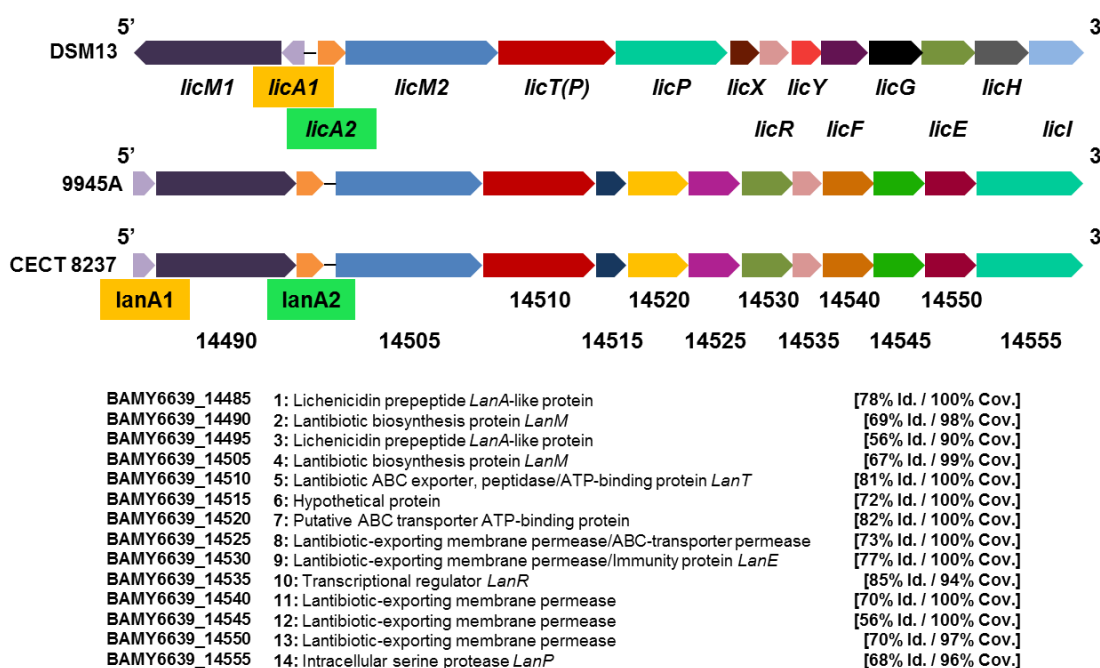 5’ 3
DSM13
licM1 licA1 licM2 licT(P) licP licX licY licG licH
licA2 licR licF licE licI
5’ 3
9945A
5’ 3
CECT 8237
lanA1 lanA2 14510 14520 14530 14540 14550
14490 14505 14515 14525 14535 14545 14555
BAMY6639_14485 1: Lichenicidin prepeptide LanA-like protein [78% Id. / 100% Cov.]
BAMY6639_14490 2: Lantibiotic biosynthesis protein LanM [69% Id. / 98% Cov.]
BAMY6639_14495 3: Lichenicidin prepeptide LanA-like protein [56% Id. / 90% Cov.]
BAMY6639_14505 4: Lantibiotic biosynthesis protein LanM [67% Id. / 99% Cov.]
BAMY6639_14510 5: Lantibiotic ABC exporter, peptidase/ATP-binding protein LanT [81% Id. / 100% Cov.]
BAMY6639_14515 6: Hypothetical protein [72% Id. / 100% Cov.]
BAMY6639_14520 7: Putative ABC transporter ATP-binding protein [82% Id. / 100% Cov.]
BAMY6639_14525 8: Lantibiotic-exporting membrane permease/ABC-transporter permease [73% Id. / 100% Cov.]
BAMY6639_14530 9: Lantibiotic-exporting membrane permease/Immunity protein LanE [77% Id. / 100% Cov.]
BAMY6639_14535 10: Transcriptional regulator LanR [85% Id. / 94% Cov.]
BAMY6639_14540 11: Lantibiotic-exporting membrane permease [70% Id. / 100% Cov.]
BAMY6639_14545 12: Lantibiotic-exporting membrane permease [56% Id. / 100% Cov.]
BAMY6639_14550 13: Lantibiotic-exporting membrane permease [70% Id. / 97% Cov.]
BAMY6639_14555 14: Intracellular serine protease LanP [68% Id. / 96% Cov.]